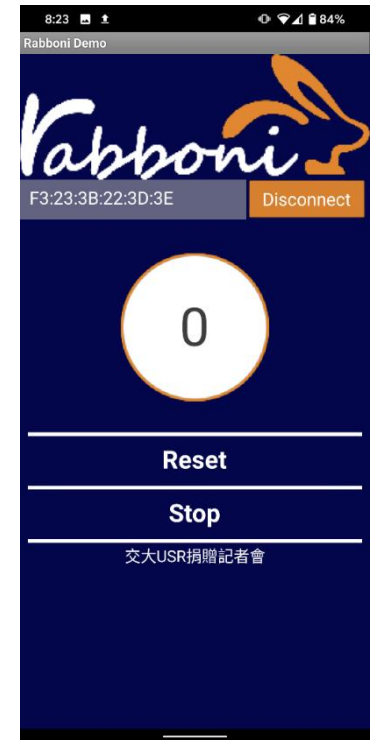 8:23 84%
Rabboni Demo
rabboni
F3:23:3B:22:3D:3E Disconnect
0
Reset
Stop
交大USR捐贈記者會